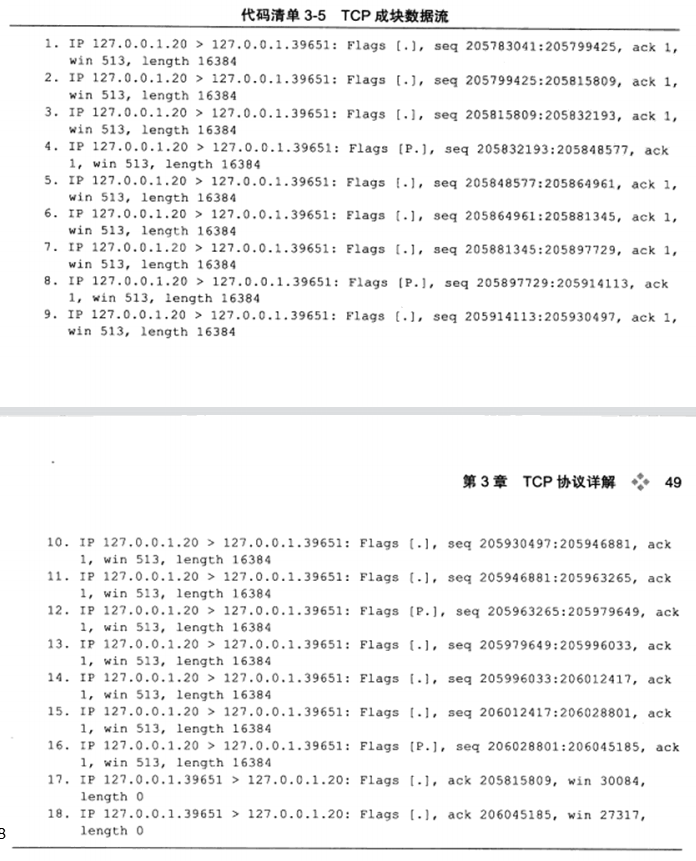 代码清单 3-5 TCP 成块数据流
1. IP 127.0.0.1.20 > 127.0.0.1.39651: Flags [.], seq 205783041:205799425, ack 1,
win 513, length 16384
2. IP 127.0.0.1.20 > 127.0.0.1.39651: Flags [.], seq 205799425:205815809, ack 1,
win 513, length 16384
3. IP 127.0.0.1.20 > 127.0.0.1.39651: Flags [.], seq 205815809:205832193, ack 1,
win 513, length 16384
4. IP 127.0.0.1.20 > 127.0.0.1.39651: Flags [P.], seq 205832193:205848577, ack
1, win 513, length 16384
5. IP 127.0.0.1.20 > 127.0.0.1.39651: Flags [.], seq 205848577:205864961, ack 1,
win 513, length 16384
6. IP 127.0.0.1.20 > 127.0.0.1.39651: Flags [.], seq 205864961:205881345, ack 1,
win 513, length 16384
7. IP 127.0.0.1.20 > 127.0.0.1.39651: Flags [.], seq 205881345:205897729, ack 1,
win 513, length 16384
8. IP 127.0.0.1.20 > 127.0.0.1.39651: Flags [P.], seq 205897729:205914113, ack
1, win 513, length 16384
9. IP 127.0.0.1.20 > 127.0.0.1.39651: Flags [.], seq 205914113:205930497, ack 1,
win 513, length 16384
第 3 章 TCP 协议详解 49
10. IP 127.0.0.1.20 > 127.0.0.1.39651: Flags [.], seq 205930497:205946881, ack
1, win 513, length 16384
11. IP 127.0.0.1.20 > 127.0.0.1.39651: Flags [.], seq 205946881:205963265, ack
1, win 513, length 16384
12. IP 127.0.0.1.20 > 127.0.0.1.39651: Flags [P.], seq 205963265:205979649, ack
1, win 513, length 16384
13. IP 127.0.0.1.20 > 127.0.0.1.39651: Flags [.], seq 205979649:205996033, ack
1, win 513, length 16384
14. IP 127.0.0.1.20 > 127.0.0.1.39651: Flags [.], seq 205996033:206012417, ack
1, win 513, length 16384
15. IP 127.0.0.1.20 > 127.0.0.1.39651: Flags [.], seq 206012417:206028801, ack
1, win 513, length 16384
16. IP 127.0.0.1.20 > 127.0.0.1.39651: Flags [P.], seq 206028801:206045185, ack
1, win 513, length 16384
17. IP 127.0.0.1.39651 > 127.0.0.1.20: Flags [.], ack 205815809, win 30084,
length 0
18. IP 127.0.0.1.39651 > 127.0.0.1.20: Flags [.], ack 206045185, win 27317,
length 0
8